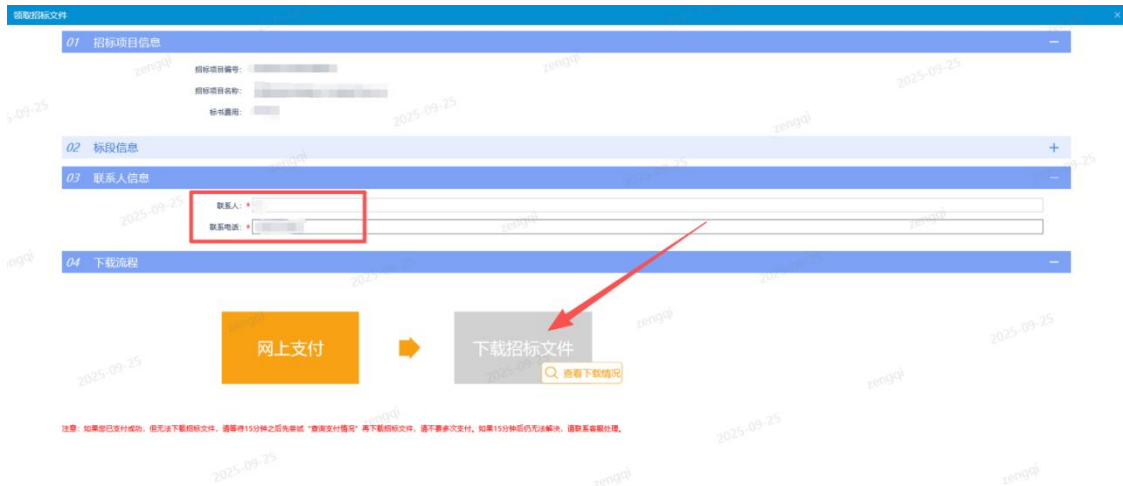 领取招标文件
01 招标项目信息
招标项目编号：
招标项目名称：
标书费用：
02 标段信息
03 联系人信息
联系人：*
联系电话：*
04 下载流程
网上支付
下载招标文件
查看下载情况
注意：如果您已支付成功，但无法下载招标文件，请等待15分钟之后先尝试“查询支付情况”再下载招标文件，请不要多次支付。如果15分钟后仍无法解决，请联系客服处理。
zengqi
2025-09-25